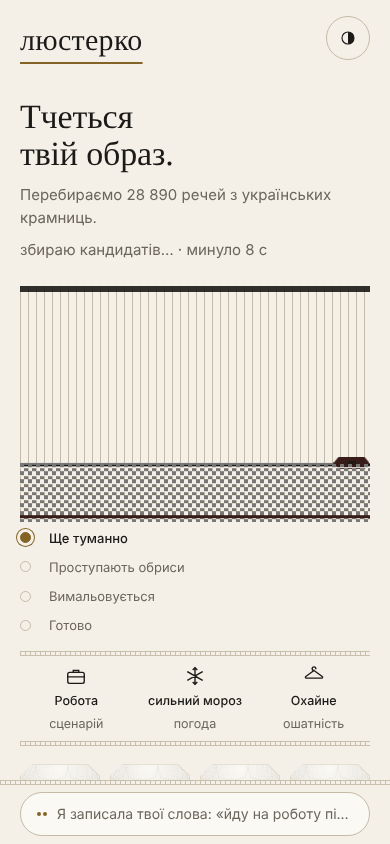 люстерко
Тчеться
твій образ.
Перебираємо 28 890 речей з українських
крамниць.
збираю кандидатів... · минуло 8 с
Ще туманно
Проступають обриси
Вимальовується
Готово
Робота
сильний мороз
Охайне
сценарій
погода
ошатність
Я записала твої слова: «йду на роботу пі...